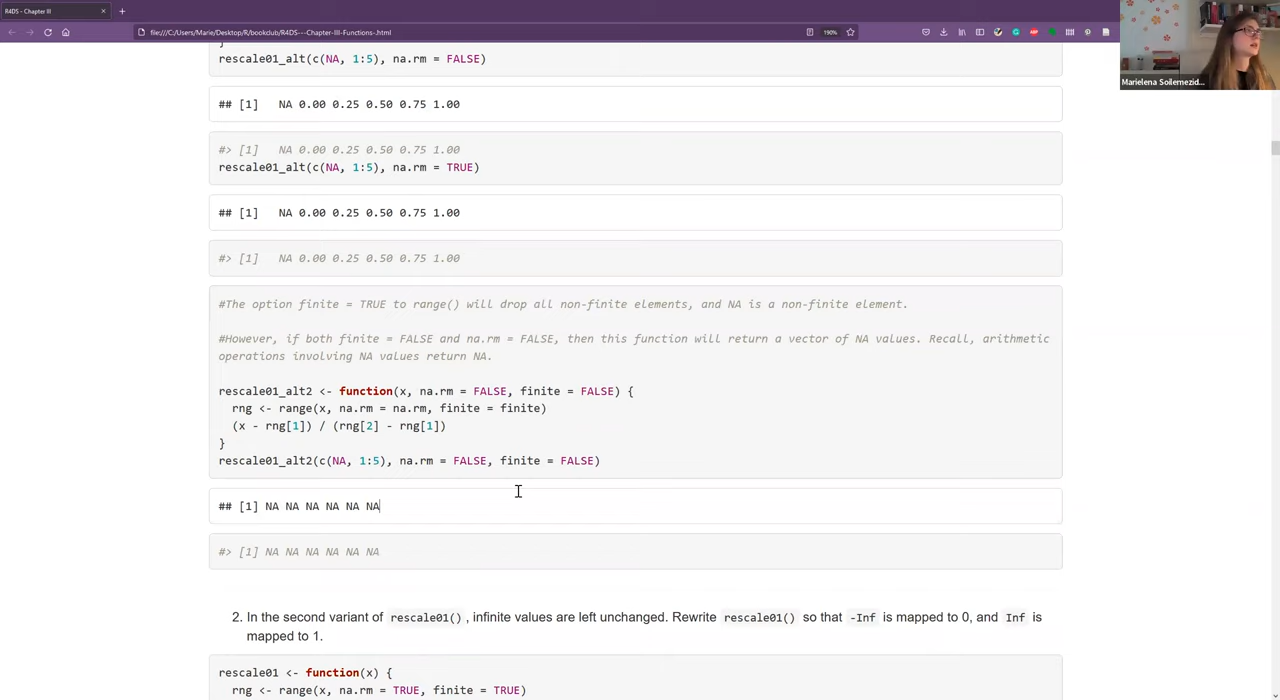 R4DS - Chapter III
file:///C:/Users/Marie/Desktop/R/bookclub/R4DS---Chapter-III-Functions-.html
190%
Marielena Soilemezid...
}
rescale01_alt(c(NA, 1:5), na.rm = FALSE)
## [1]   NA 0.00 0.25 0.50 0.75 1.00
#> [1]   NA 0.00 0.25 0.50 0.75 1.00
rescale01_alt(c(NA, 1:5), na.rm = TRUE)
## [1]   NA 0.00 0.25 0.50 0.75 1.00
#> [1]   NA 0.00 0.25 0.50 0.75 1.00
#The option finite = TRUE to range() will drop all non-finite elements, and NA is a non-finite element.
#However, if both finite = FALSE and na.rm = FALSE, then this function will return a vector of NA values. Recall, arithmetic
operations involving NA values return NA.
rescale01_alt2 <- function(x, na.rm = FALSE, finite = FALSE) {
  rng <- range(x, na.rm = na.rm, finite = finite)
  (x - rng[1]) / (rng[2] - rng[1])
}
rescale01_alt2(c(NA, 1:5), na.rm = FALSE, finite = FALSE)
## [1] NA NA NA NA NA NA
#> [1] NA NA NA NA NA NA
2. In the second variant of rescale01(), infinite values are left unchanged. Rewrite rescale01() so that -Inf is mapped to 0, and Inf is
mapped to 1.
rescale01 <- function(x) {
  rng <- range(x, na.rm = TRUE, finite = TRUE)